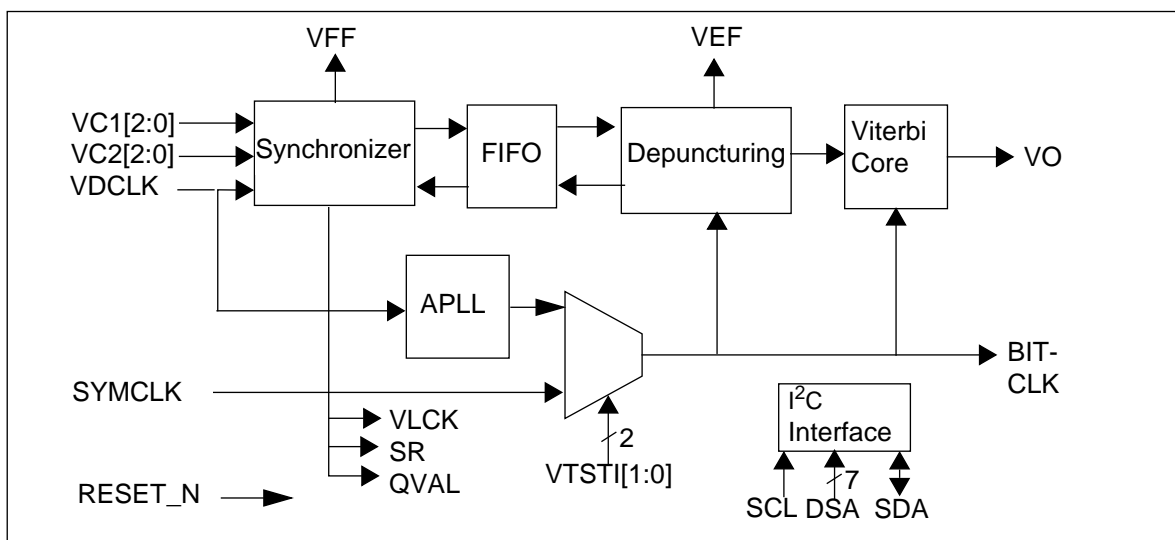 VFF
VEF
VC1[2:0]
VC2[2:0]
VDCLK
Synchronizer
FIFO
Depuncturing
Viterbi
Core
VO
APLL
BIT-
CLK
SYMCLK
VLCK
SR
QVAL
2
VTSTI[1:0]
I²C
Interface
RESET_N
7
SCL DSA SDA